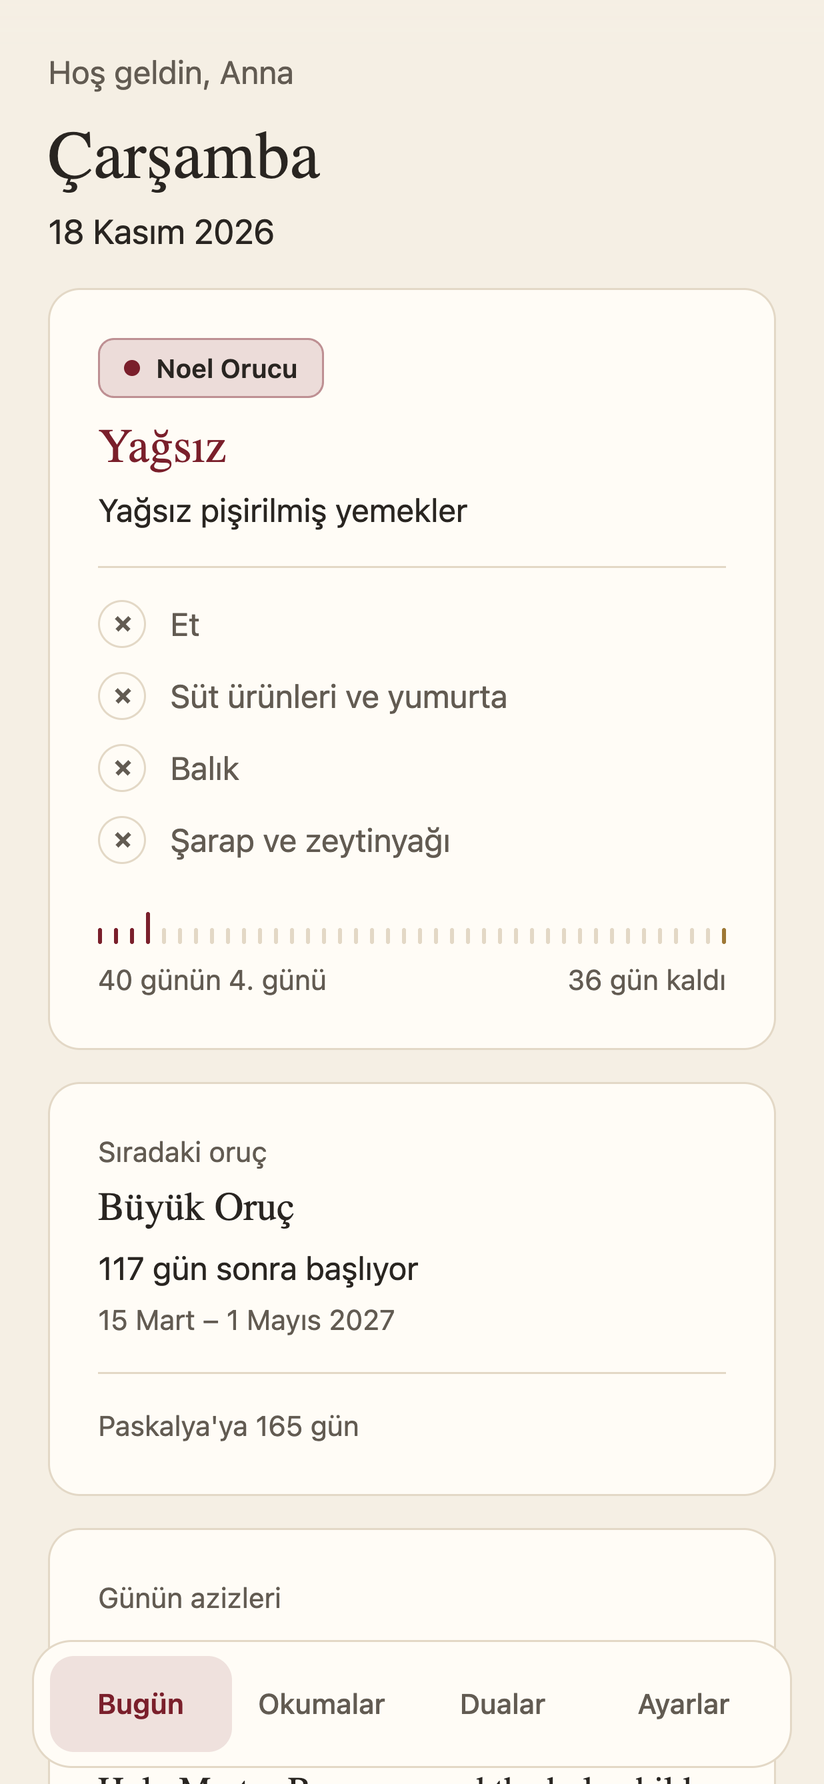 Hoş geldin, Anna
Çarşamba
18 Kasım 2026
Noel Orucu
Yağsız
Yağsız pişirilmiş yemekler
Et
Süt ürünleri ve yumurta
Balık
Şarap ve zeytinyağı
40 günün 4. günü
36 gün kaldı
Sıradaki oruç
Büyük Oruç
117 gün sonra başlıyor
15 Mart – 1 Mayıs 2027
Paskalya'ya 165 gün
Günün azizleri
Bugün
Okumalar
Dualar
Ayarlar